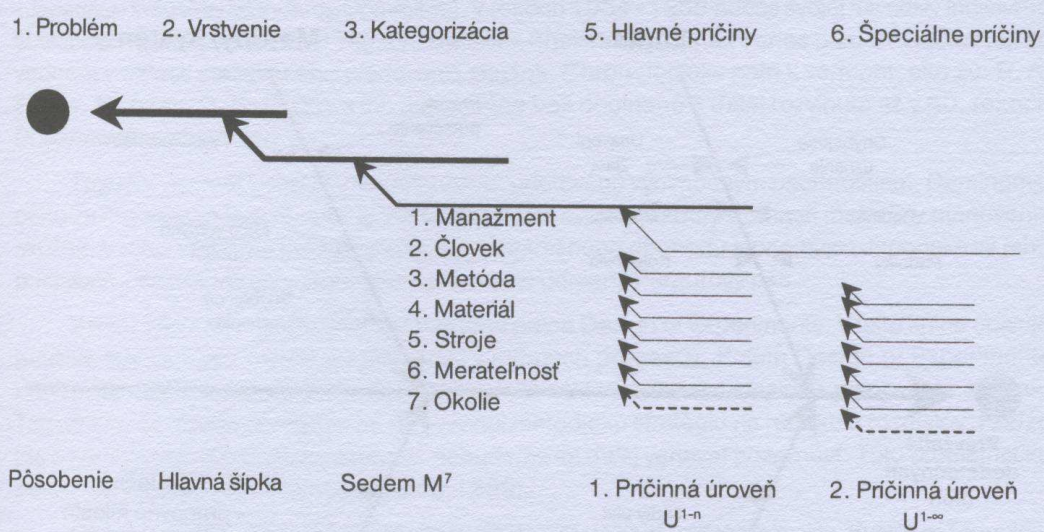 1. Problém 2. Vrstvenie 3. Kategorizácia 5. Hlavné príčiny 6. Špeciálne príčiny
1. Manažment
2. Človek
3. Metóda
4. Materiál
5. Stroje
6. Merateľnosť
7. Okolie
Pôsobenie Hlavná šípka Sedem M⁷ 1. Príčinná úroveň 2. Príčinná úroveň
U¹⁻ⁿ U¹⁻∞